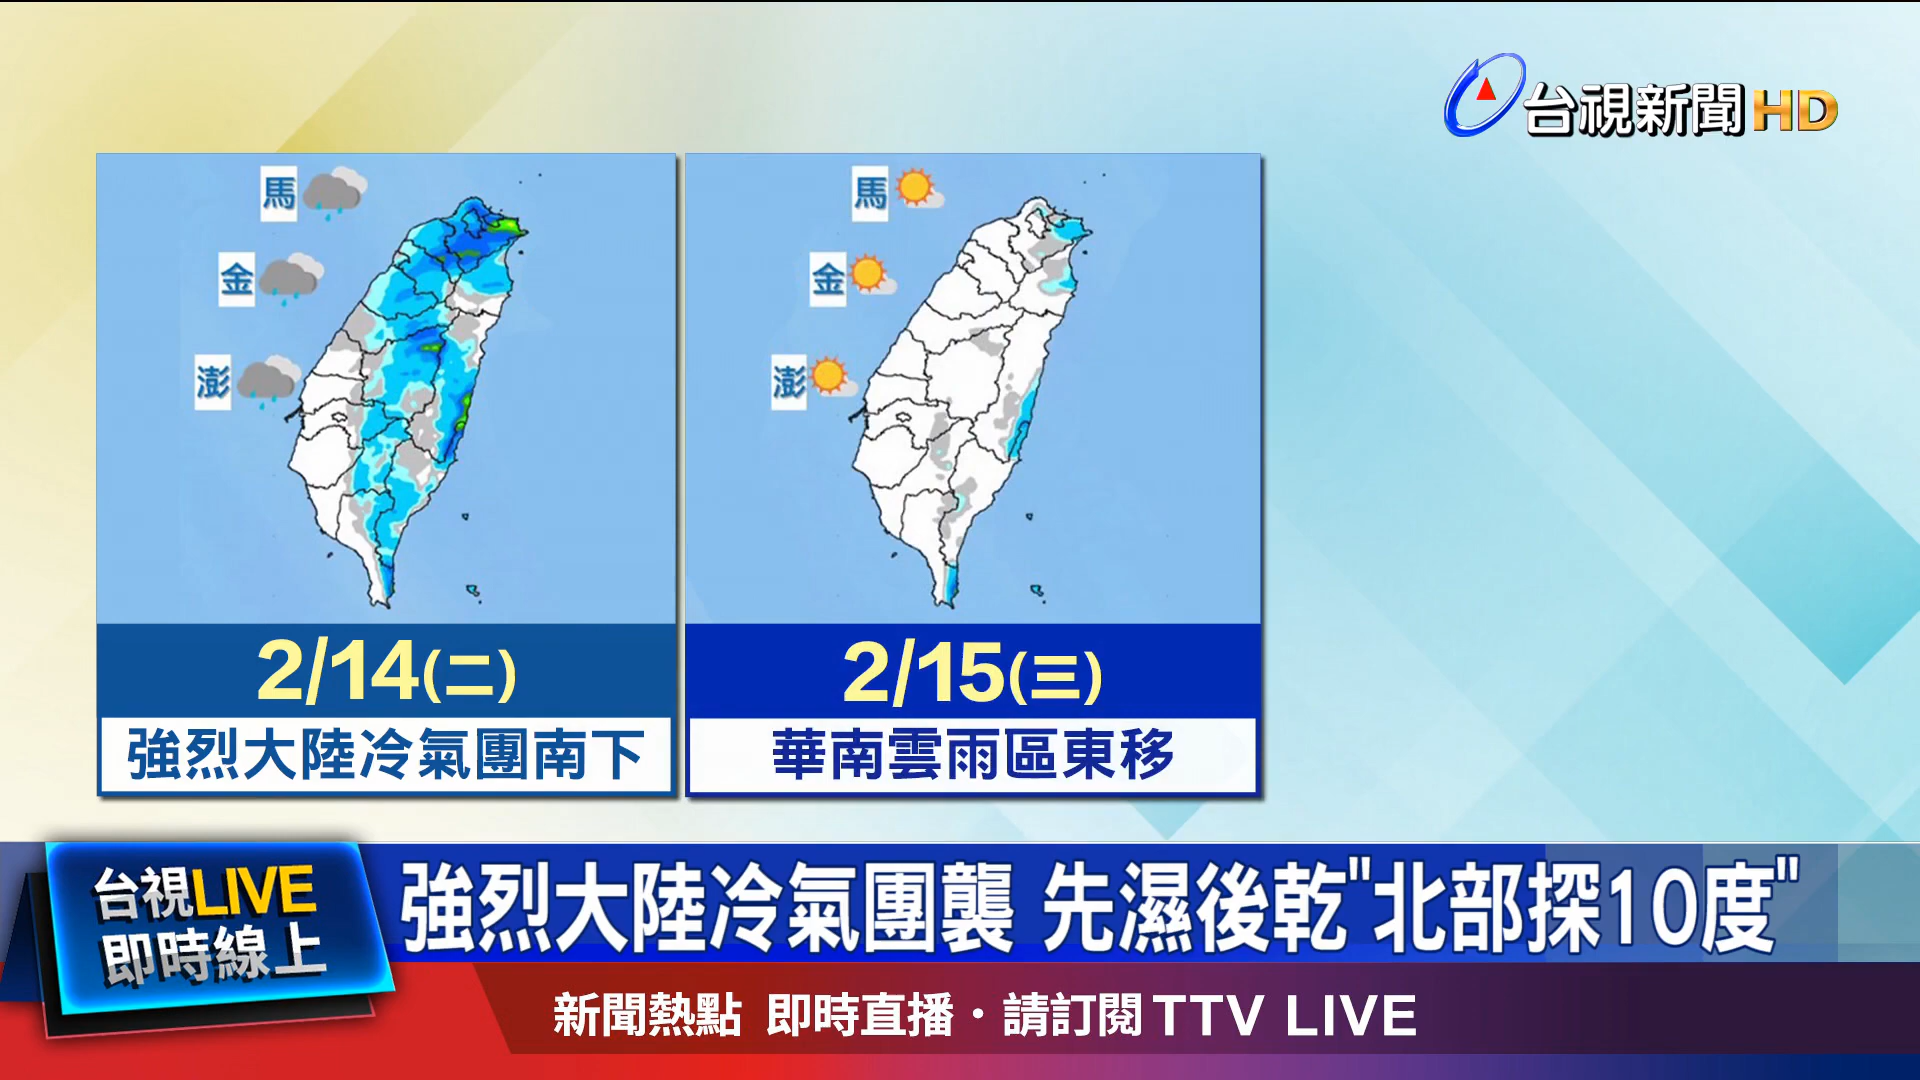 台視新聞HD
馬
金
澎
2/14(二)
強烈大陸冷氣團南下
馬
金
澎
2/15(三)
華南雲雨區東移
台視LIVE
即時線上
強烈大陸冷氣團襲 先濕後乾"北部探10度"
新聞熱點 即時直播·請訂閱TTV LIVE